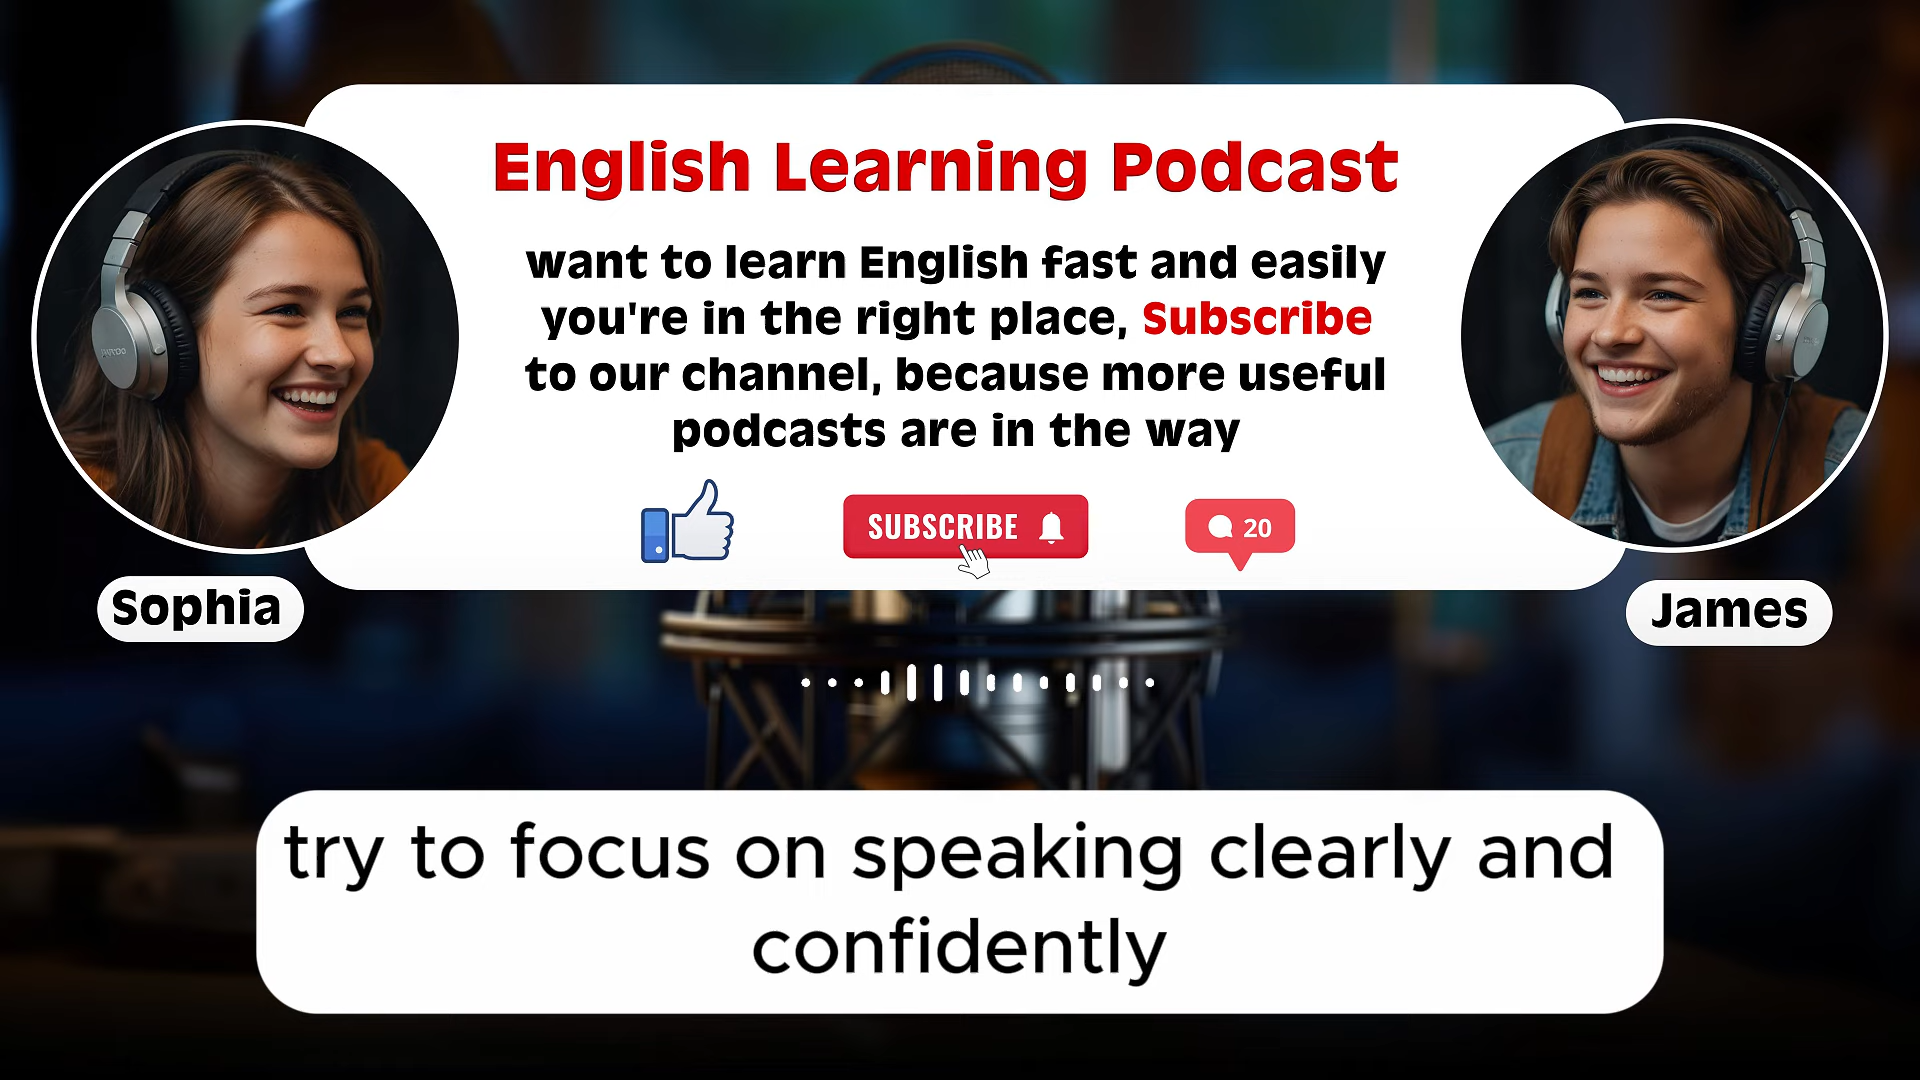 English Learning Podcast
want to learn English fast and easily
you're in the right place, Subscribe
to our channel, because more useful
podcasts are in the way
SUBSCRIBE
20
Sophia
James
try to focus on speaking clearly and
confidently